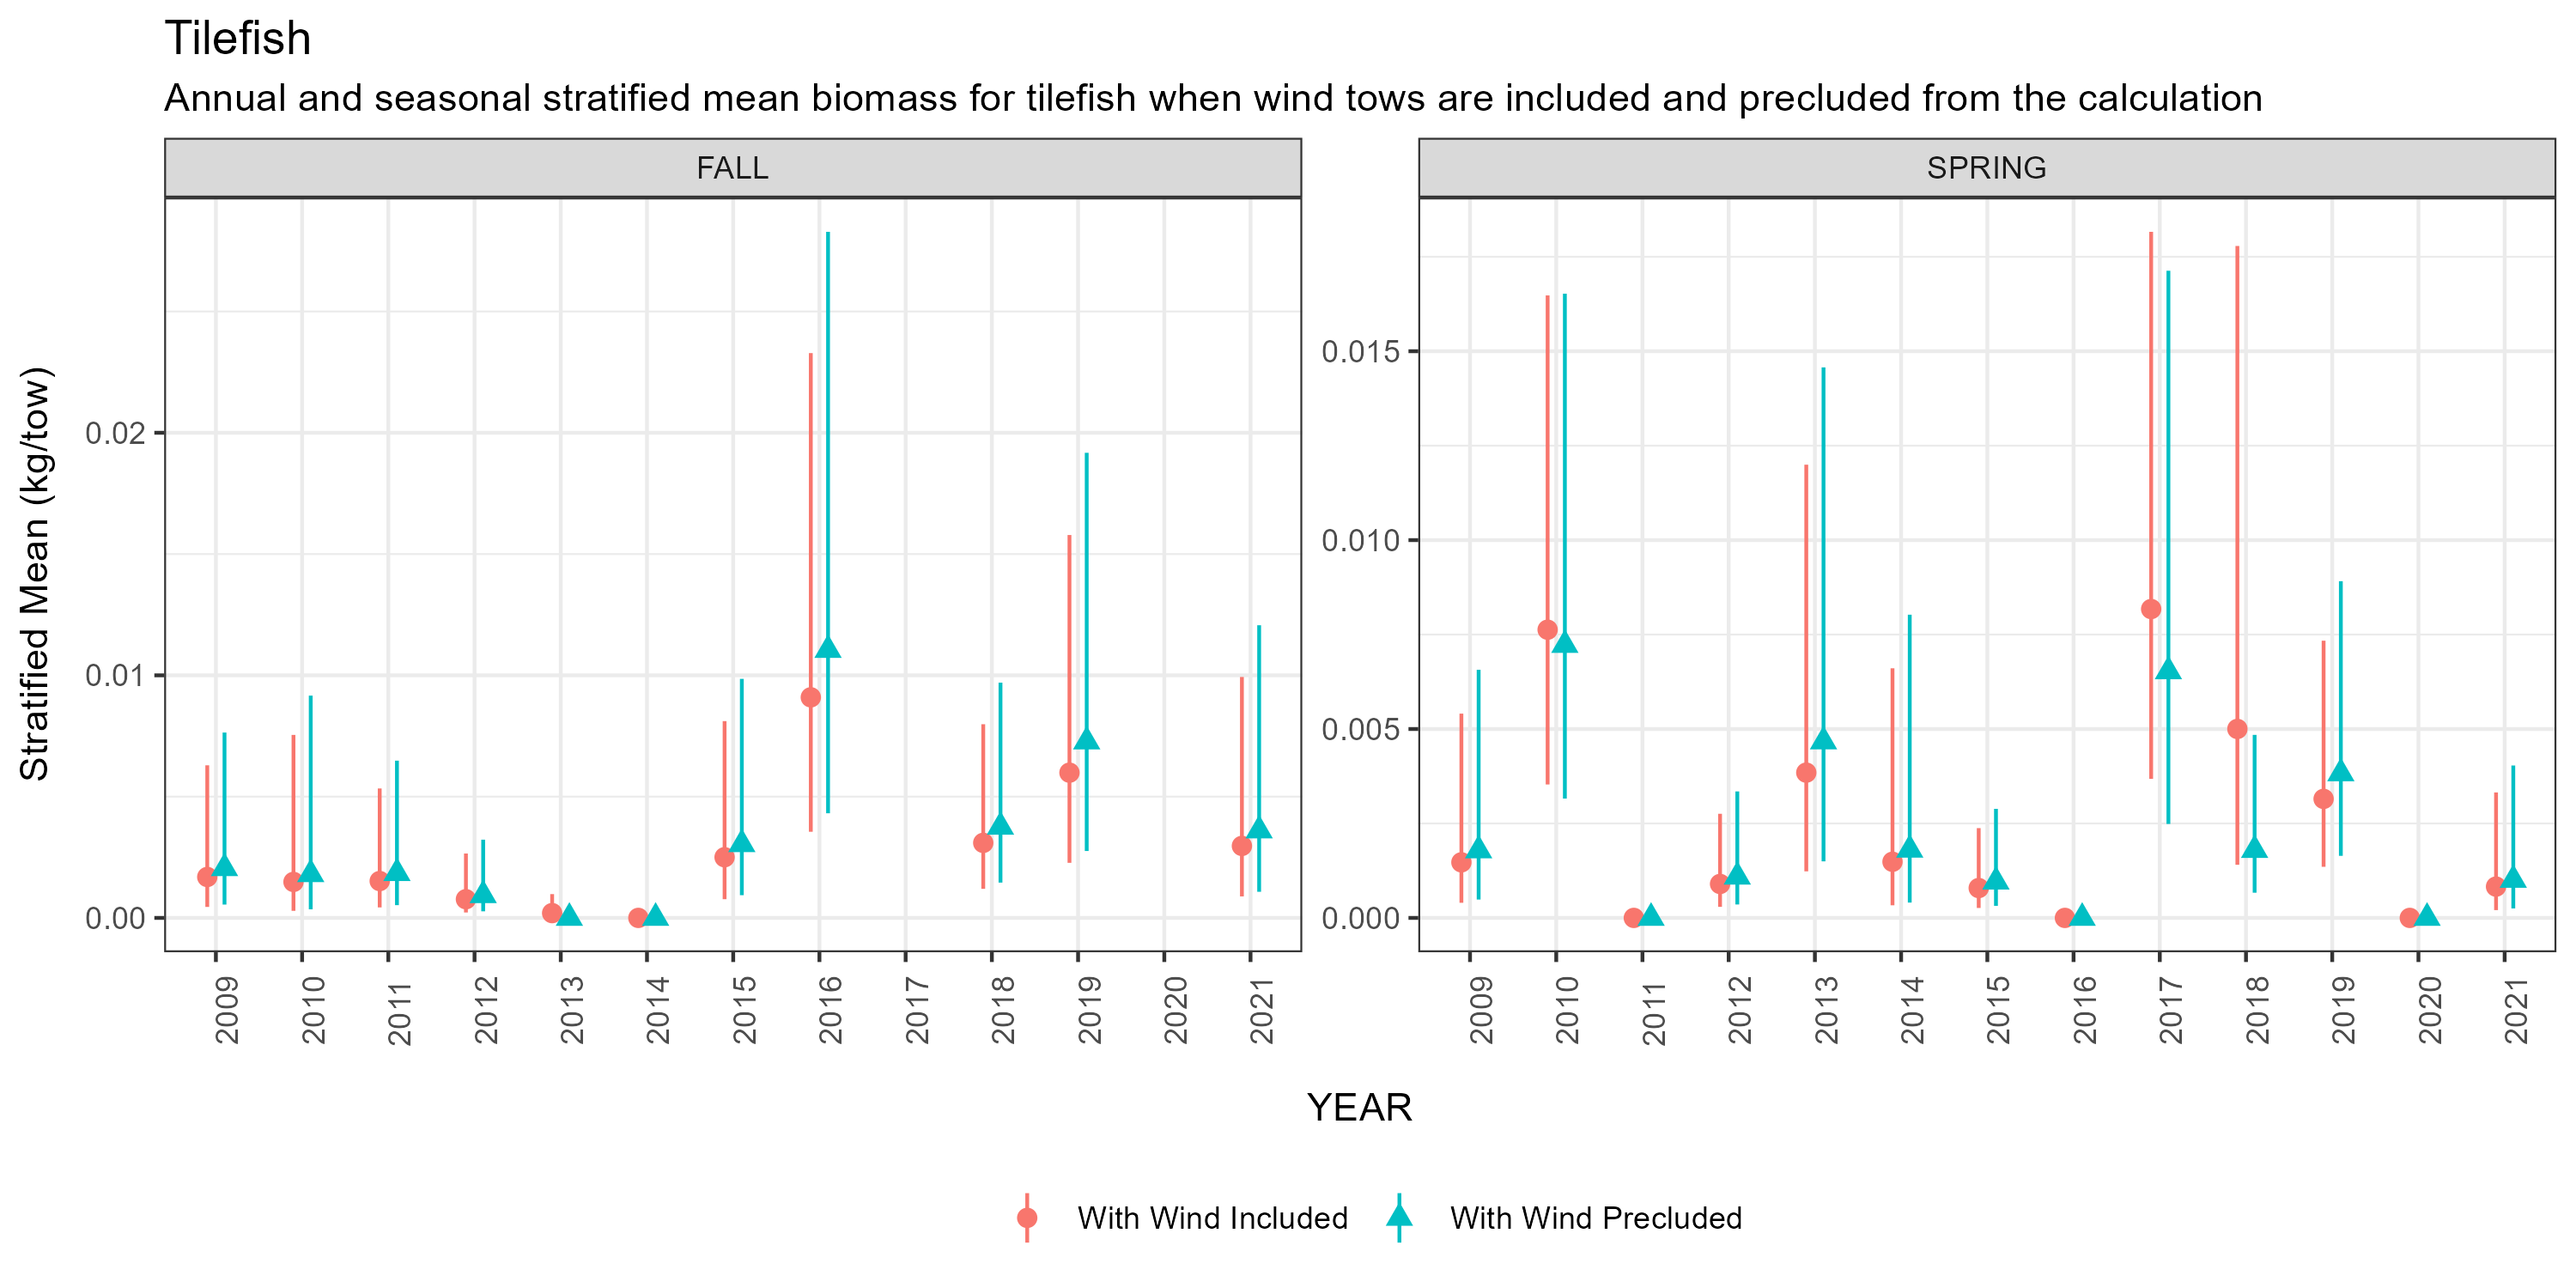 Tilefish
Annual and seasonal stratified mean biomass for tilefish when wind tows are included and precluded from the calculation
FALL
SPRING
Stratified Mean (kg/tow)
0.02
0.01
0.00
0.015
0.010
0.005
0.000
2009 2010 2011 2012 2013 2014 2015 2016 2017 2018 2019 2020 2021
2009 2010 2011 2012 2013 2014 2015 2016 2017 2018 2019 2020 2021
YEAR
With Wind Included With Wind Precluded